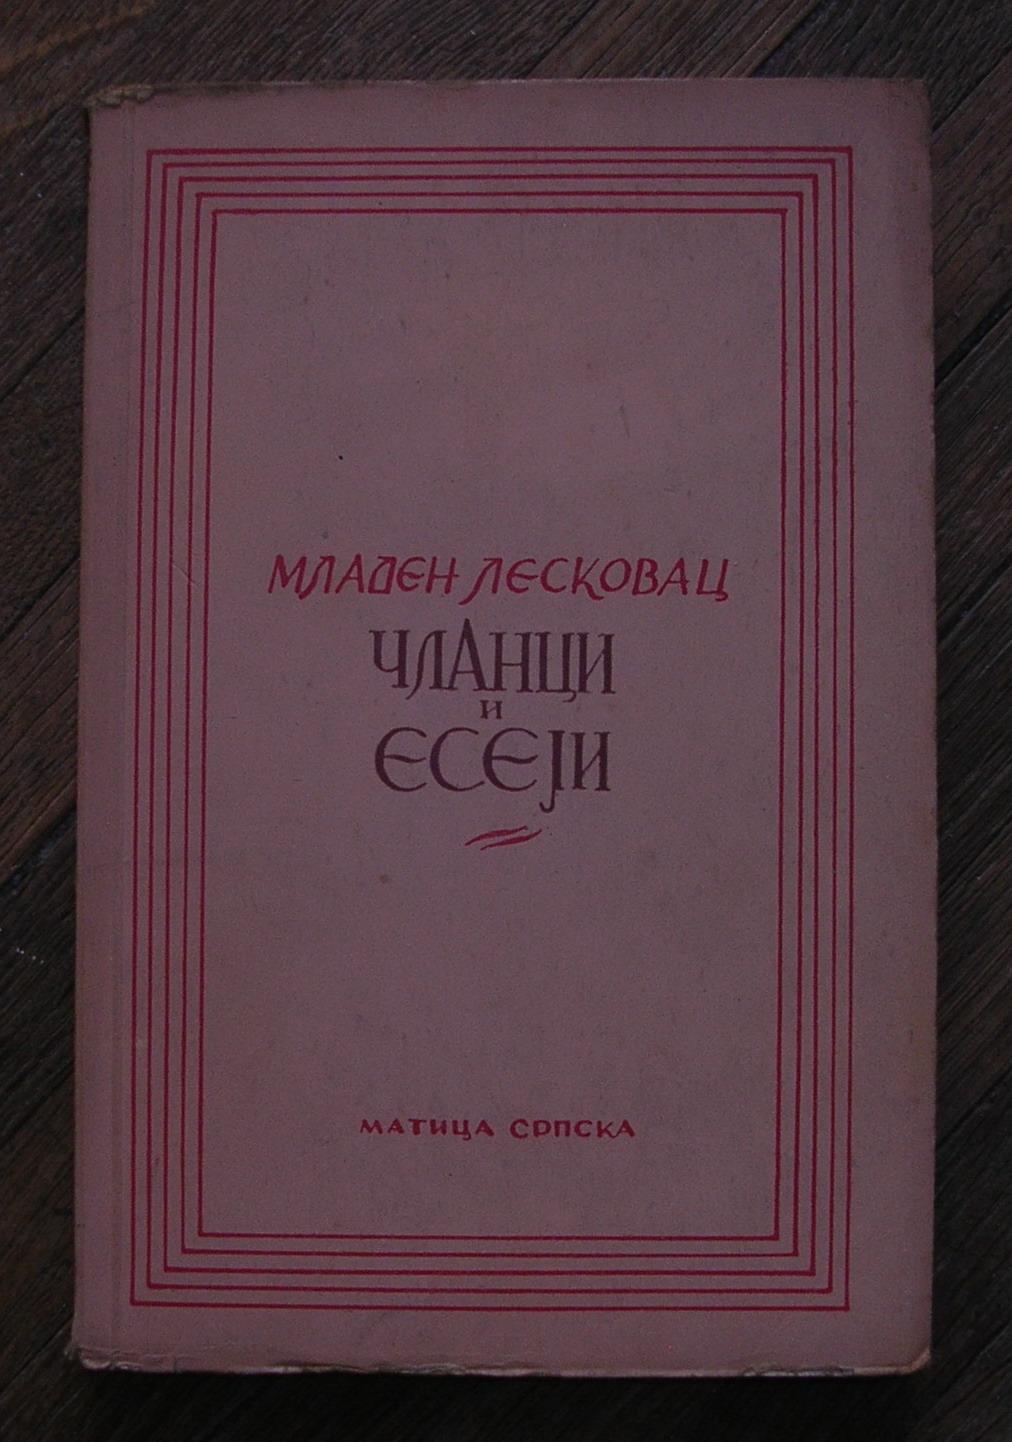 МЛАДЕН ЛЕСКОВАЦ
ЧЛАНЦИ
И
ЕСЕЈИ
МАТИЦА СРПСКА